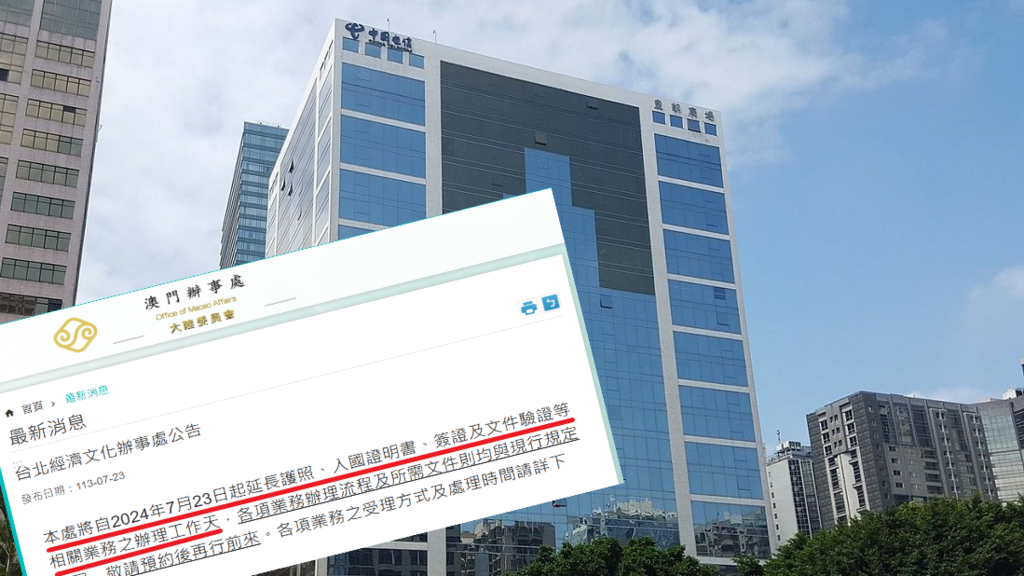 中国电信
皇朝廣場
澳門辦事處
Office of Macao Affairs
大陸委員會
首頁 › 最新消息
最新消息
台北經濟文化辦事處公告
發布日期：113-07-23
本處將自2024年7月23日起延長護照、入國證明書、簽證及文件驗證等
相關業務之辦理工作天，各項業務辦理流程及所需文件則均與現行規定
敬請預約後再行前來。各項業務之受理方式及處理時間請詳下